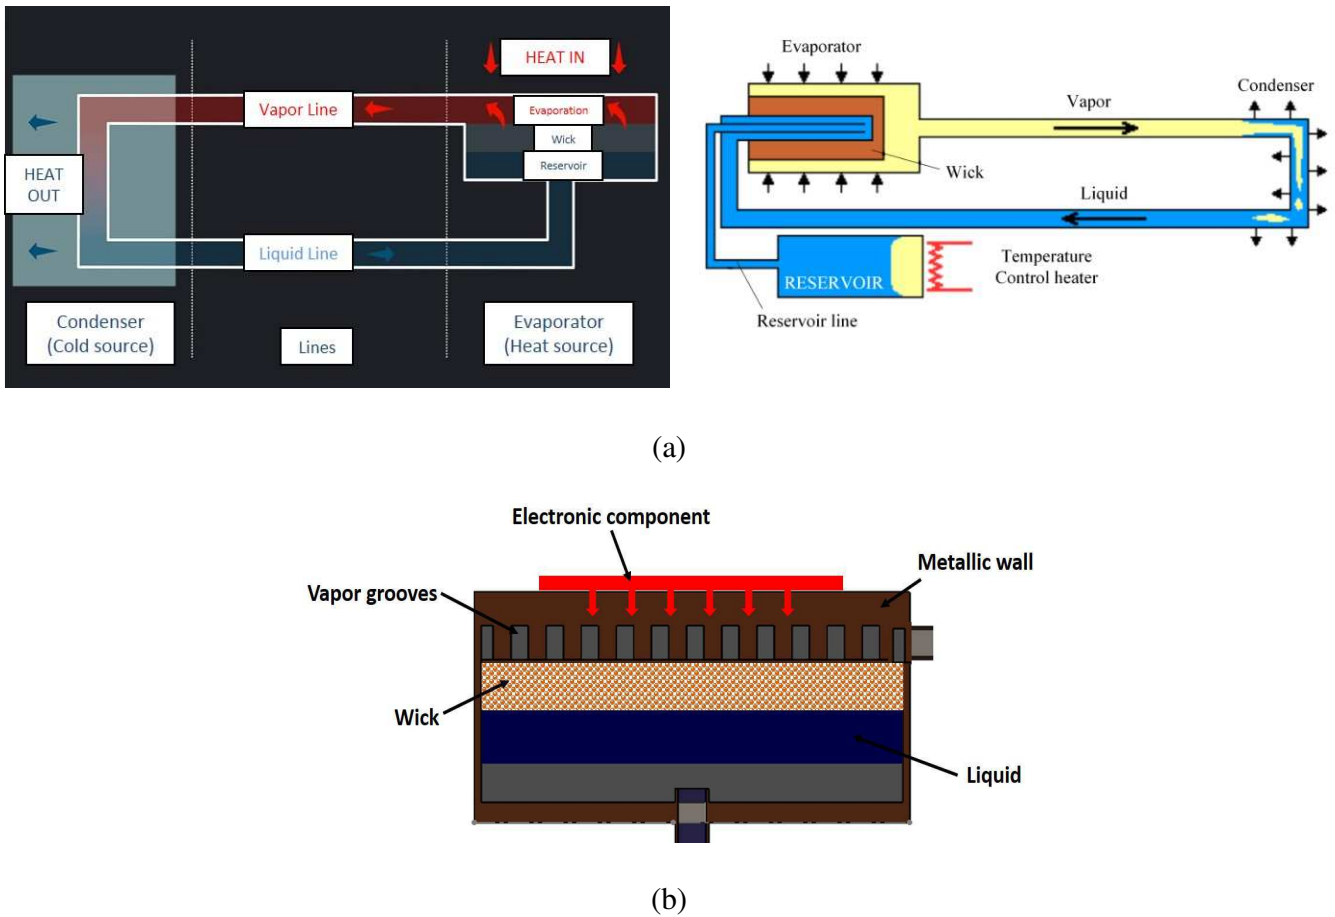 HEAT IN
Vapor Line
Evaporation
Wick
Reservoir
HEAT
OUT
Liquid Line
Condenser
(Cold source)
Lines
Evaporator
(Heat source)
Evaporator
Condenser
Vapor
Wick
Liquid
RESERVOIR
Temperature
Control heater
Reservoir line
(a)
Electronic component
Metallic wall
Vapor grooves
Wick
Liquid
(b)